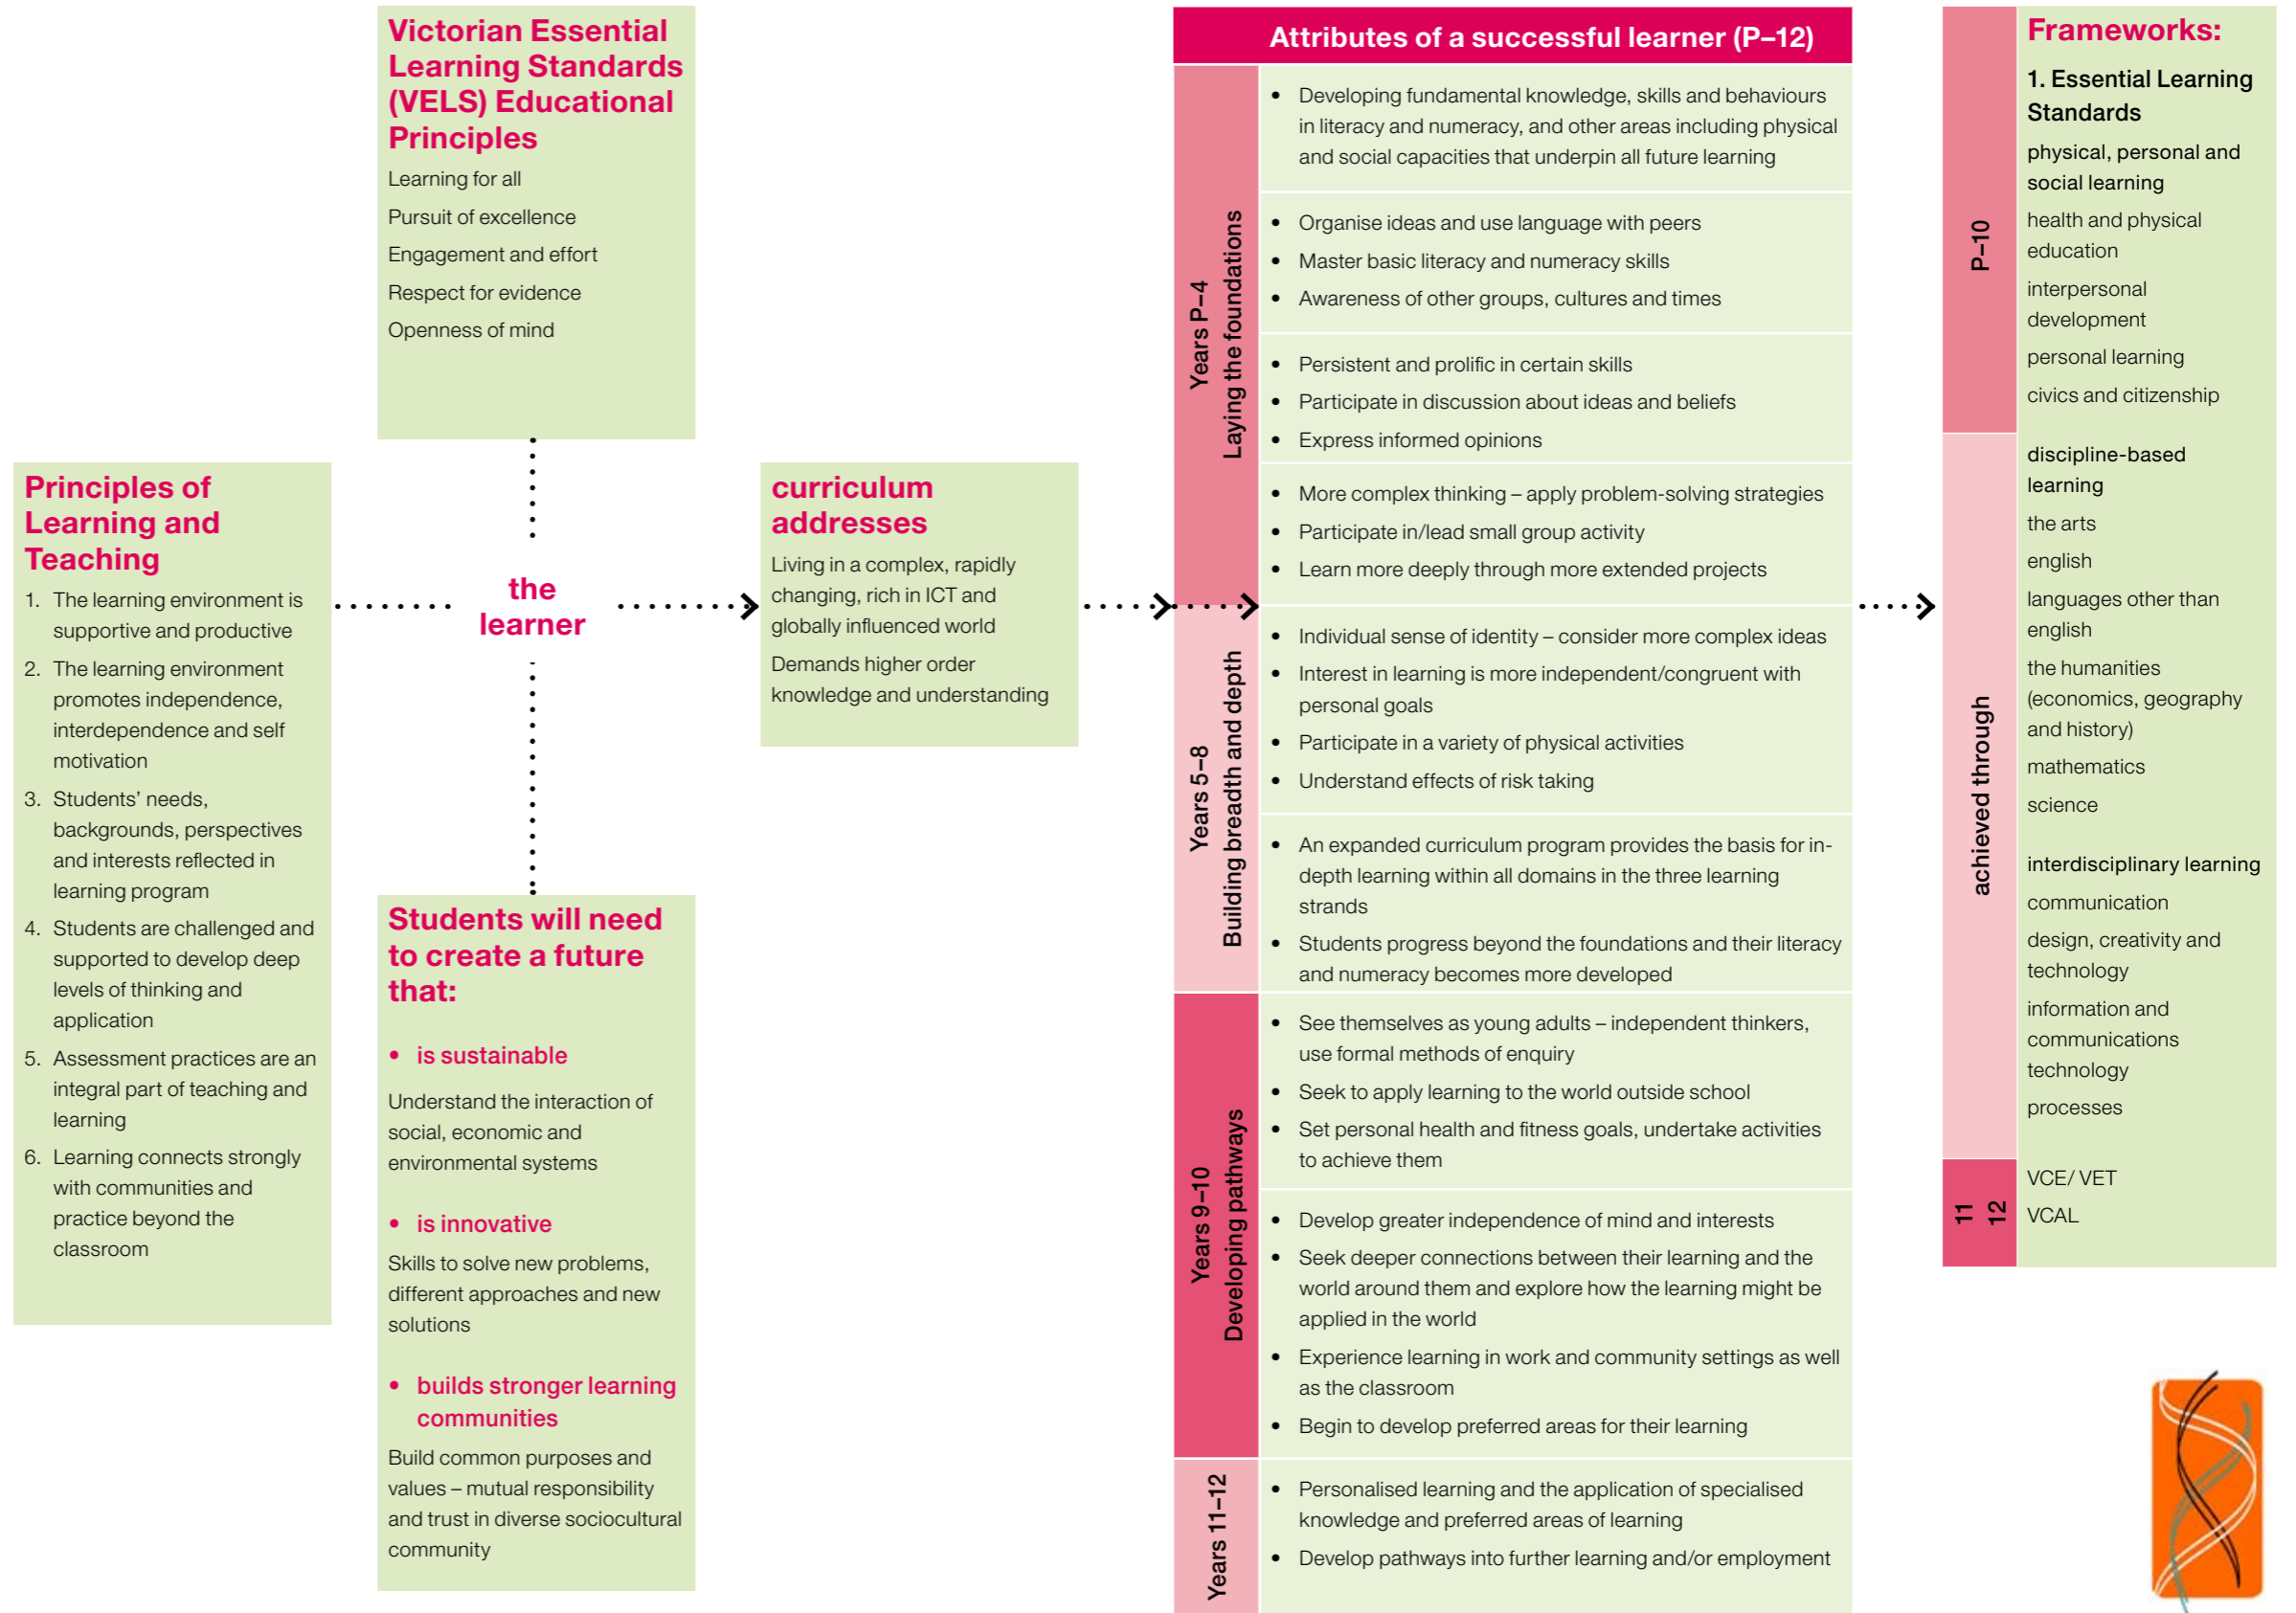 Victorian Essential
Learning Standards
(VELS) Educational
Principles
Learning for all
Pursuit of excellence
Engagement and effort
Respect for evidence
Openness of mind
Principles of
Learning and
Teaching
1. The learning environment is
supportive and productive
2. The learning environment
promotes independence,
interdependence and self
motivation
3. Students’ needs,
backgrounds, perspectives
and interests reflected in
learning program
4. Students are challenged and
supported to develop deep
levels of thinking and
application
5. Assessment practices are an
integral part of teaching and
learning
6. Learning connects strongly
with communities and
practice beyond the
classroom
the
learner
Students will need
to create a future
that:
• is sustainable
Understand the interaction of
social, economic and
environmental systems
• is innovative
Skills to solve new problems,
different approaches and new
solutions
• builds stronger learning
communities
Build common purposes and
values – mutual responsibility
and trust in diverse sociocultural
community
curriculum
addresses
Living in a complex, rapidly
changing, rich in ICT and
globally influenced world
Demands higher order
knowledge and understanding
Attributes of a successful learner (P–12)
Years P–4
Laying the foundations
• Developing fundamental knowledge, skills and behaviours
in literacy and numeracy, and other areas including physical
and social capacities that underpin all future learning
• Organise ideas and use language with peers
• Master basic literacy and numeracy skills
• Awareness of other groups, cultures and times
• Persistent and prolific in certain skills
• Participate in discussion about ideas and beliefs
• Express informed opinions
• More complex thinking – apply problem-solving strategies
• Participate in/lead small group activity
• Learn more deeply through more extended projects
Years 5–8
Building breadth and depth
• Individual sense of identity – consider more complex ideas
• Interest in learning is more independent/congruent with
personal goals
• Participate in a variety of physical activities
• Understand effects of risk taking
• An expanded curriculum program provides the basis for in-
depth learning within all domains in the three learning
strands
• Students progress beyond the foundations and their literacy
and numeracy becomes more developed
Years 9–10
Developing pathways
• See themselves as young adults – independent thinkers,
use formal methods of enquiry
• Seek to apply learning to the world outside school
• Set personal health and fitness goals, undertake activities
to achieve them
• Develop greater independence of mind and interests
• Seek deeper connections between their learning and the
world around them and explore how the learning might be
applied in the world
• Experience learning in work and community settings as well
as the classroom
• Begin to develop preferred areas for their learning
Years 11–12
• Personalised learning and the application of specialised
knowledge and preferred areas of learning
• Develop pathways into further learning and/or employment
P–10
achieved through
11
12
Frameworks:
1. Essential Learning
Standards
physical, personal and
social learning
health and physical
education
interpersonal
development
personal learning
civics and citizenship
discipline-based
learning
the arts
english
languages other than
english
the humanities
(economics, geography
and history)
mathematics
science
interdisciplinary learning
communication
design, creativity and
technology
information and
communications
technology
processes
VCE/ VET
VCAL